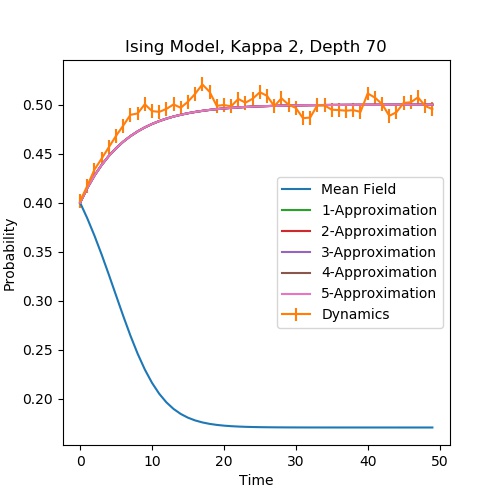 Ising Model, Kappa 2, Depth 70
Probability
0.50
0.45
0.40
0.35
0.30
0.25
0.20
Mean Field
1-Approximation
2-Approximation
3-Approximation
4-Approximation
5-Approximation
Dynamics
0 10 20 30 40 50
Time